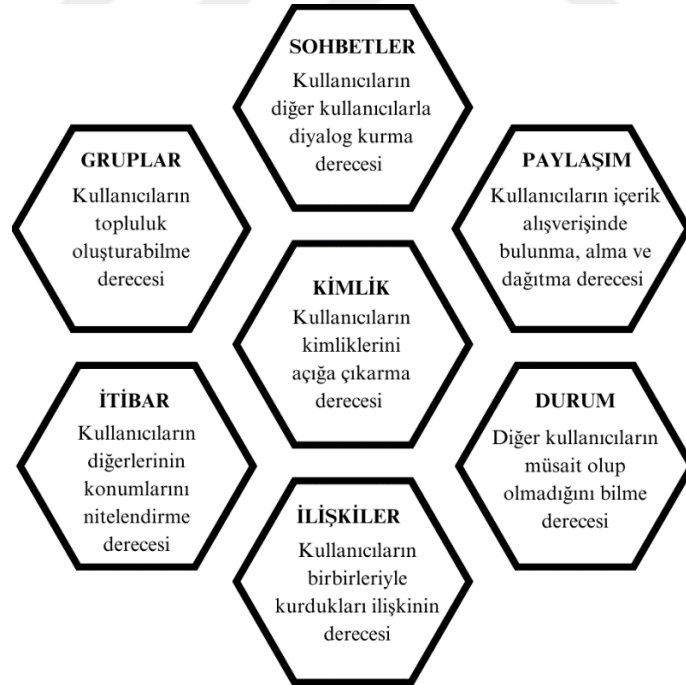 SOHBETLER
Kullanıcıların
diğer kullanıcılarla
diyalog kurma
derecesi
GRUPLAR
Kullanıcıların
topluluk
oluşturabilme
derecesi
PAYLAŞIM
Kullanıcıların içerik
alışverişinde
bulunma, alma ve
dağıtma derecesi
KİMLİK
Kullanıcıların
kimliklerini
açığa çıkarma
derecesi
İTİBAR
Kullanıcıların
diğerlerinin
konumlarını
nitelendirme
derecesi
DURUM
Diğer kullanıcıların
müsait olup
olmadığını bilme
derecesi
İLİŞKİLER
Kullanıcıların
birbirleriyle
kurdukları ilişkinin
derecesi